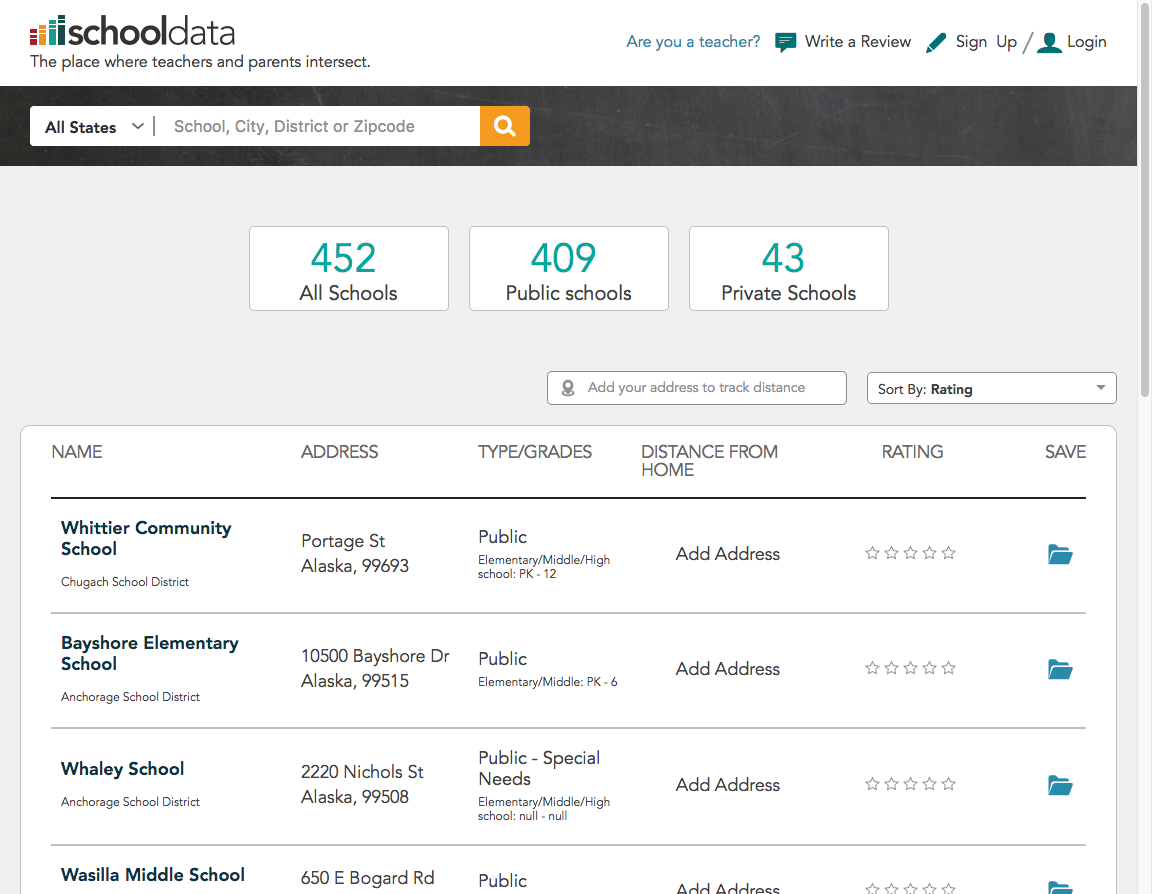 schooldata
The place where teachers and parents intersect.
Are you a teacher?
Write a Review
Sign Up / Login
All States
School, City, District or Zipcode
452
All Schools
409
Public schools
43
Private Schools
Add your address to track distance
Sort By: Rating
NAME
ADDRESS
TYPE/GRADES
DISTANCE FROM
HOME
RATING
SAVE
Whittier Community
School
Chugach School District
Portage St
Alaska, 99693
Public
Elementary/Middle/High
school: PK - 12
Add Address
Bayshore Elementary
School
Anchorage School District
10500 Bayshore Dr
Alaska, 99515
Public
Elementary/Middle: PK - 6
Add Address
Whaley School
Anchorage School District
2220 Nichols St
Alaska, 99508
Public - Special
Needs
Elementary/Middle/High
school: null - null
Add Address
Wasilla Middle School
650 E Bogard Rd
Public
Add Address